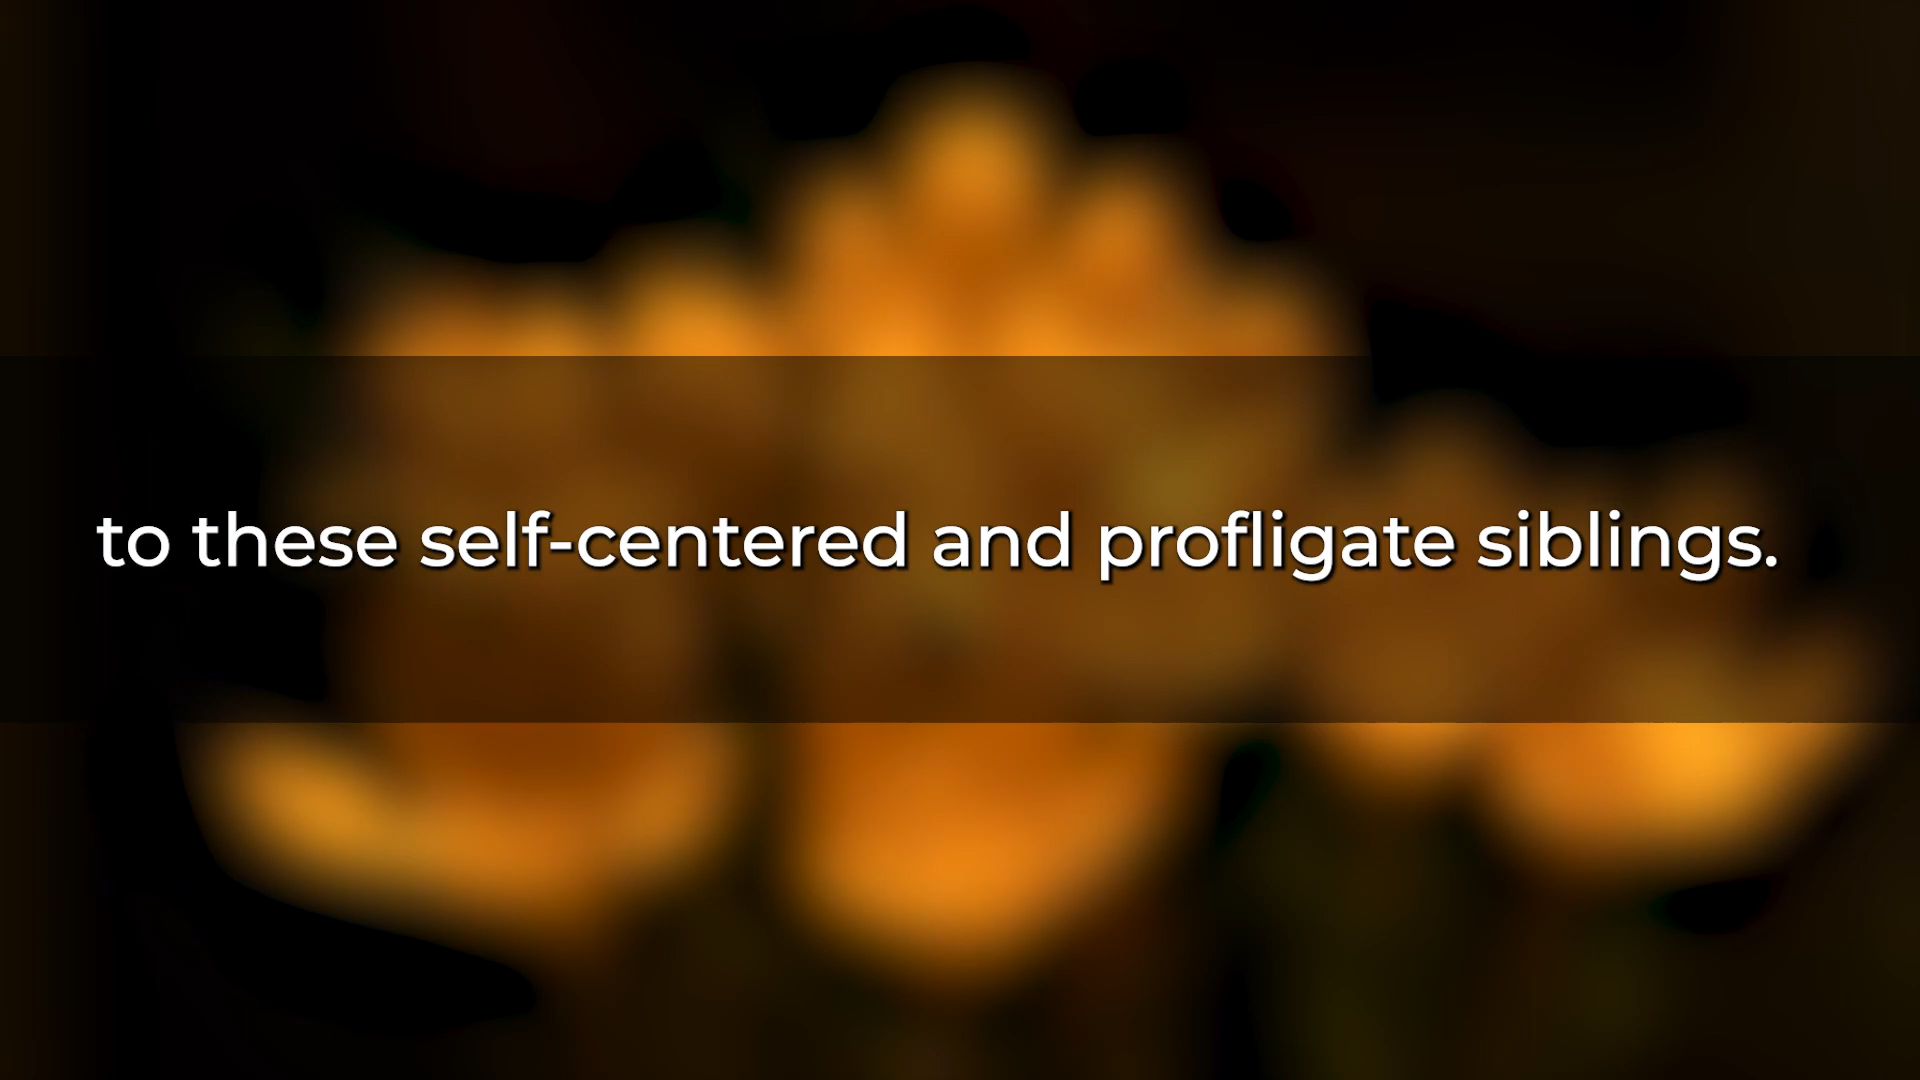 to these self-centered and profligate siblings.